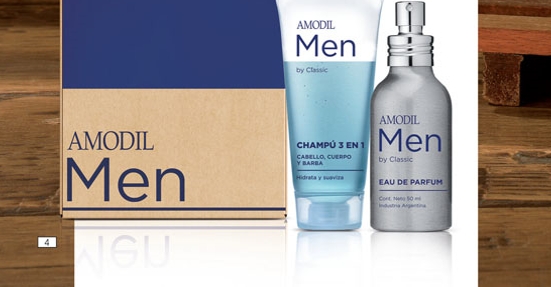 AMODIL
Men
AMODIL
Men
by Classic
CHAMPÚ 3 EN 1
CABELLO, CUERPO
Y BARBA
Hidrata y suaviza
AMODIL
Men
by Classic
EAU DE PARFUM
Cont. Neto 50 ml
Industria Argentina
4